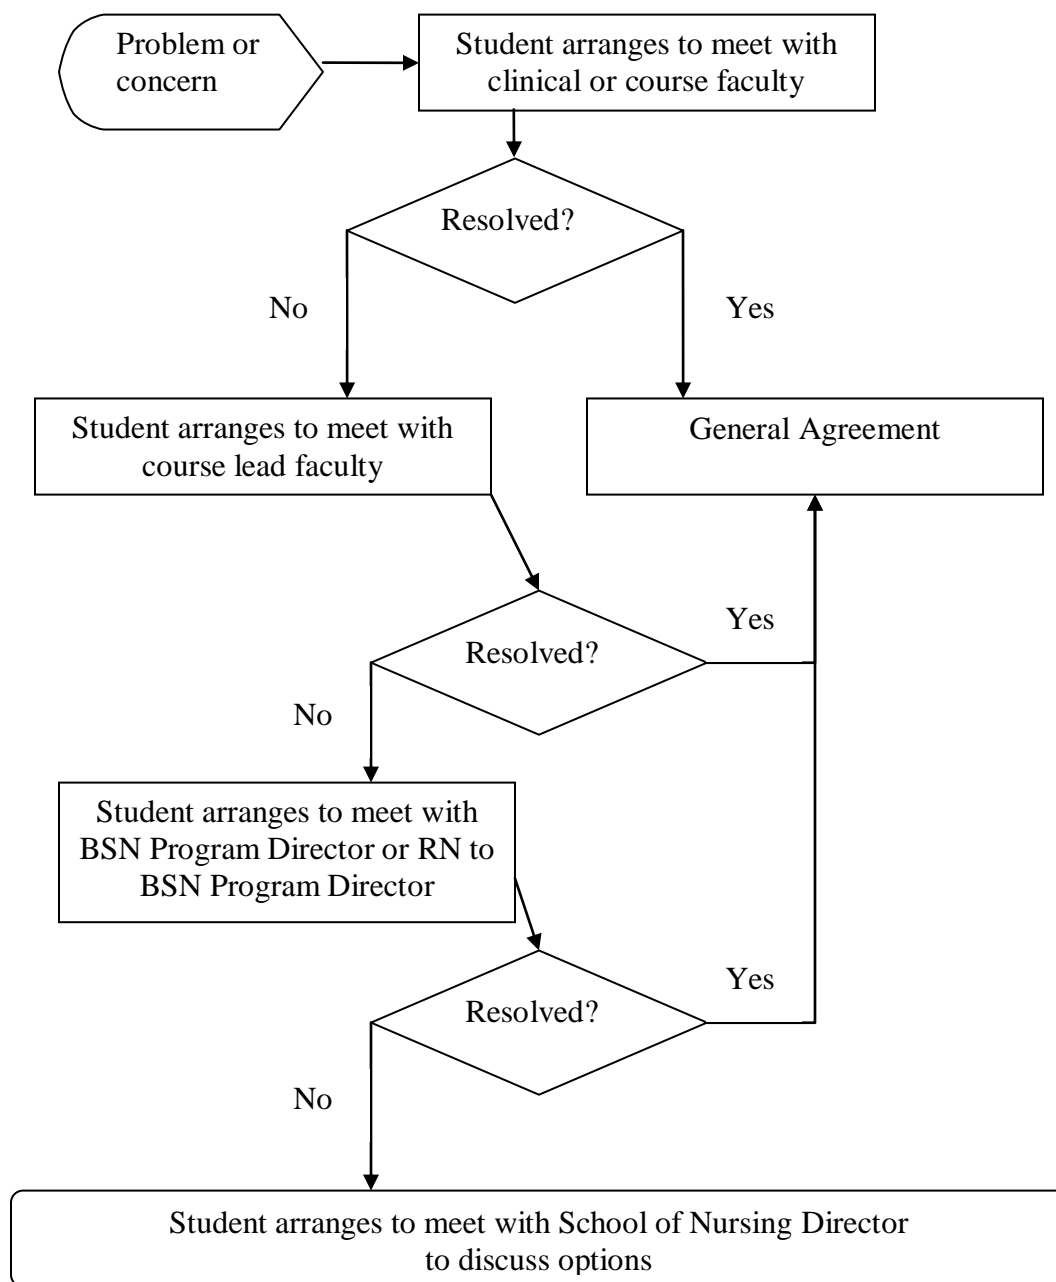 Problem or
concern
Student arranges to meet with
clinical or course faculty
Resolved?
No
Yes
Student arranges to meet with
course lead faculty
General Agreement
Yes
Resolved?
No
Student arranges to meet with
BSN Program Director or RN to
BSN Program Director
Yes
Resolved?
No
Student arranges to meet with School of Nursing Director
to discuss options